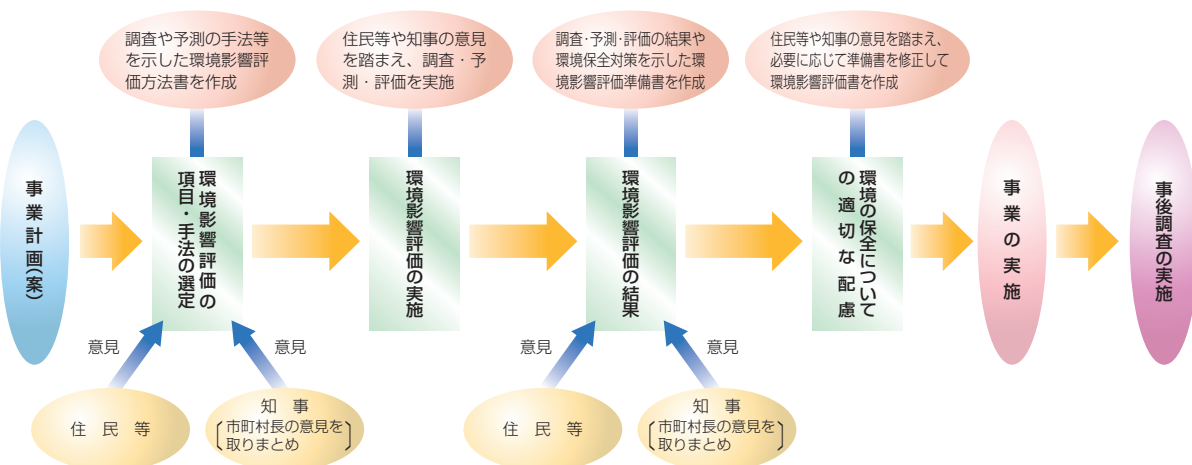 調査や予測の手法等
を示した環境影響評
価方法書を作成
住民等や知事の意見
を踏まえ、調査・予
測・評価を実施
調査・予測・評価の結果や
環境保全対策を示した環
境影響評価準備書を作成
住民等や知事の意見を踏まえ、
必要に応じて準備書を修正して
環境影響評価書を作成
事業計画(案)
環境影響評価の
項目・手法の選定
環境影響評価の実施
環境影響評価の結果
環境の保全について
の適切な配慮
事業の実施
事後調査の実施
意見
意見
意見
意見
住民等
知事
市町村長の意見を
取りまとめ
住民等
知事
市町村長の意見を
取りまとめ